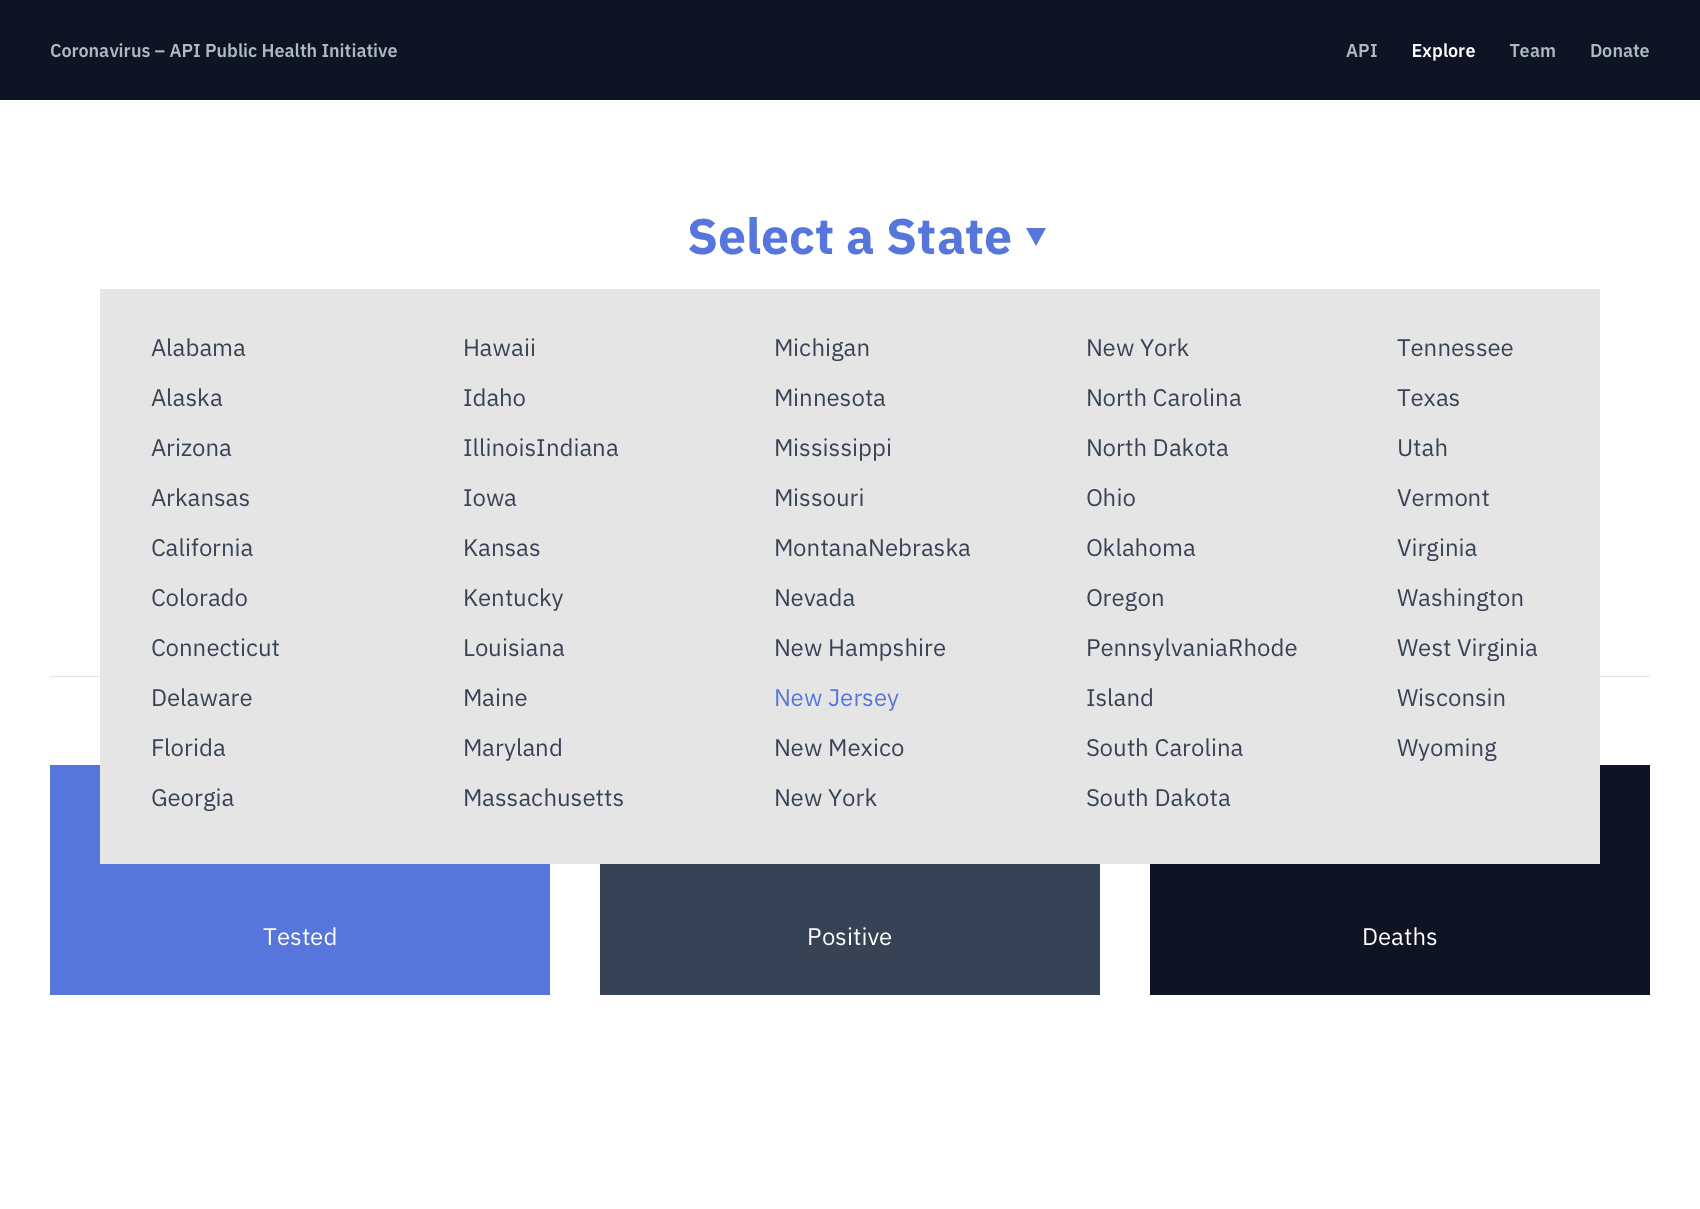 Coronavirus – API Public Health Initiative
API Explore Team Donate
Select a State ▼
Alabama
Alaska
Arizona
Arkansas
California
Colorado
Connecticut
Delaware
Florida
Georgia
Hawaii
Idaho
IllinoisIndiana
Iowa
Kansas
Kentucky
Louisiana
Maine
Maryland
Massachusetts
Michigan
Minnesota
Mississippi
Missouri
MontanaNebraska
Nevada
New Hampshire
New Jersey
New Mexico
New York
New York
North Carolina
North Dakota
Ohio
Oklahoma
Oregon
PennsylvaniaRhode
Island
South Carolina
South Dakota
Tennessee
Texas
Utah
Vermont
Virginia
Washington
West Virginia
Wisconsin
Wyoming
Tested
Positive
Deaths